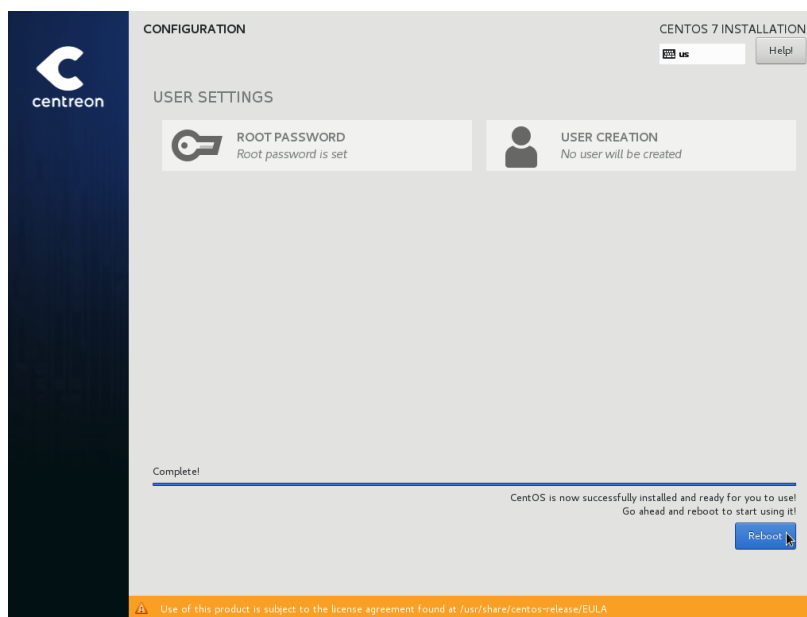 centreon
CONFIGURATION
CENTOS 7 INSTALLATION
us
Help!
USER SETTINGS
ROOT PASSWORD
Root password is set
USER CREATION
No user will be created
Complete!
CentOS is now successfully installed and ready for you to use!
Go ahead and reboot to start using it!
Reboot
Use of this product is subject to the license agreement found at /usr/share/centos-release/EULA